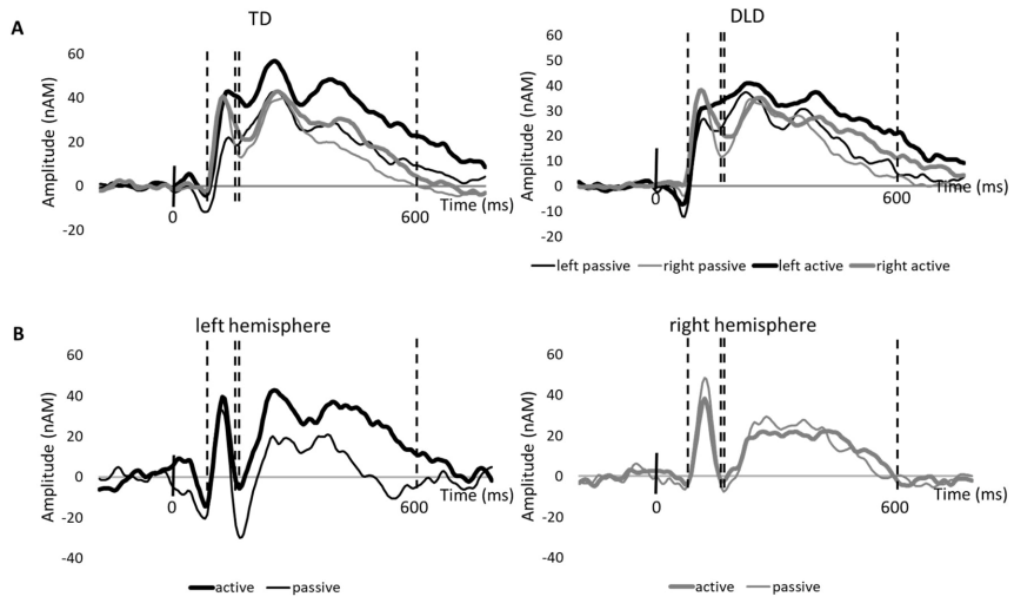 A
TD
DLD
Amplitude (nAM)
60
40
20
0
-20
0
600
Time (ms)
Amplitude (nAM)
60
50
40
30
20
10
0
-10
-20
0
600
Time (ms)
left passive right passive left active right active
B
left hemisphere
right hemisphere
Amplitude (nAM)
60
40
20
0
-20
-40
0
600
Time (ms)
active passive
Amplitude (nAM)
60
40
20
0
-20
-40
0
600
Time (ms)
active passive